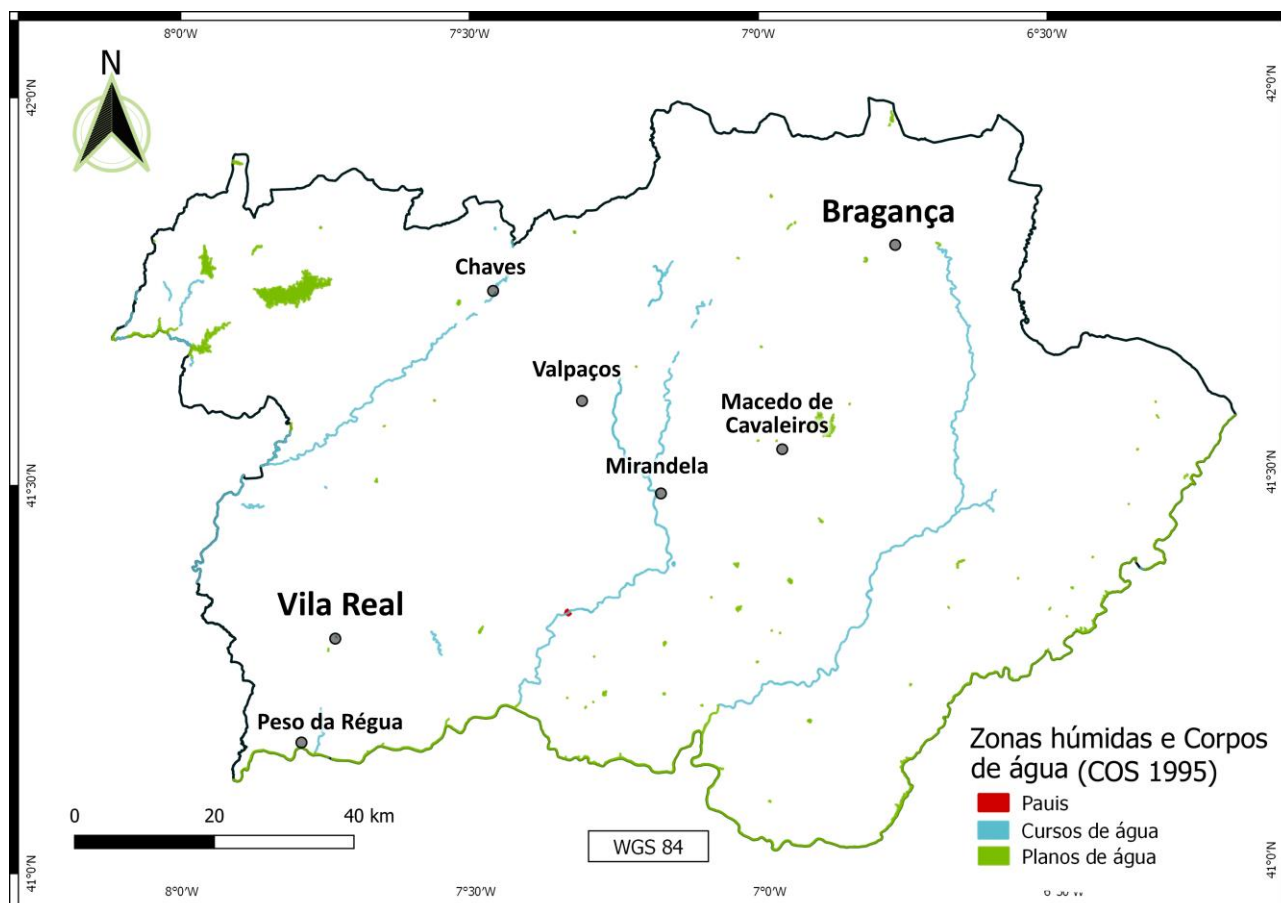 8°0'W 7°30'W 7°0'W 6°30'W
N
42°0'N 42°0'N
Bragança
Chaves
Valpaços
Macedo de
Cavaleiros
Mirandela
41°30'N 41°30'N
Vila Real
Peso da Régua
Zonas húmidas e Corpos
de água (COS 1995)
Pauis
Cursos de água
Planos de água
0 20 40 km
WGS 84
41°0'N 41°0'N
8°0'W 7°30'W 7°0'W